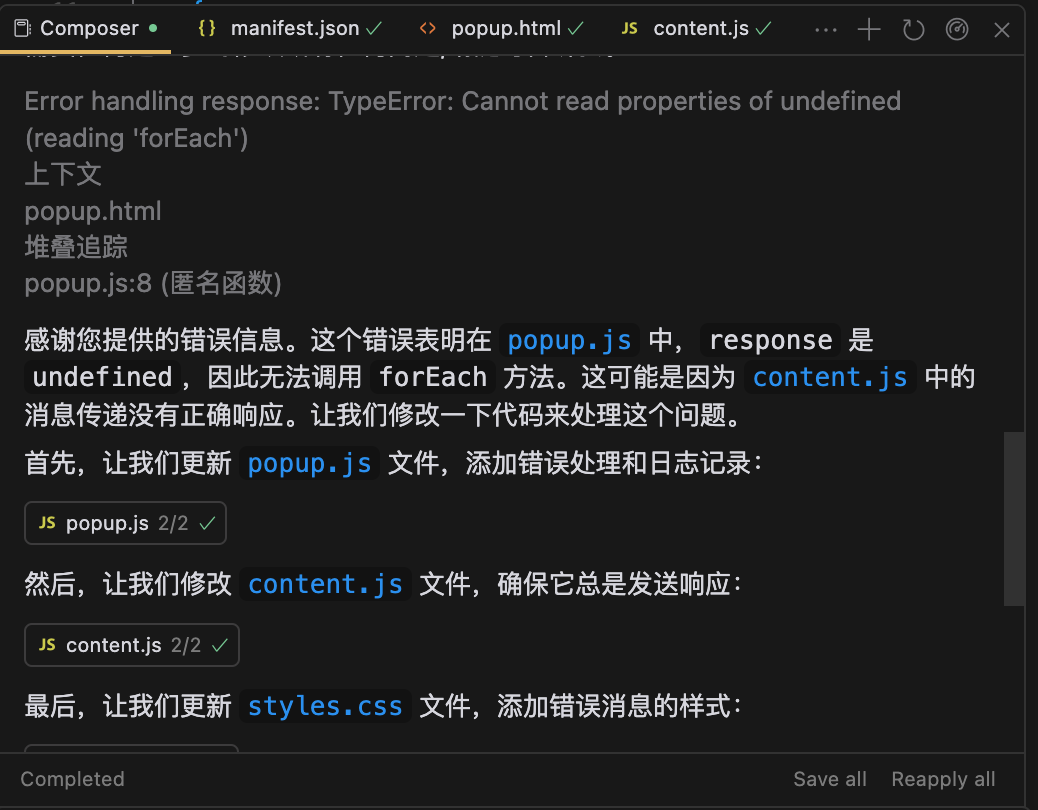 Composer manifest.json popup.html JS content.js
Error handling response: TypeError: Cannot read properties of undefined
(reading 'forEach')
上下文
popup.html
堆叠追踪
popup.js:8 (匿名函数)
感谢您提供的错误信息。这个错误表明在 popup.js 中，response 是
undefined，因此无法调用 forEach 方法。这可能是因为 content.js 中的
消息传递没有正确响应。让我们修改一下代码来处理这个问题。
首先，让我们更新 popup.js 文件，添加错误处理和日志记录：
JS popup.js 2/2
然后，让我们修改 content.js 文件，确保它总是发送响应：
JS content.js 2/2
最后，让我们更新 styles.css 文件，添加错误消息的样式：
Completed Save all Reapply all